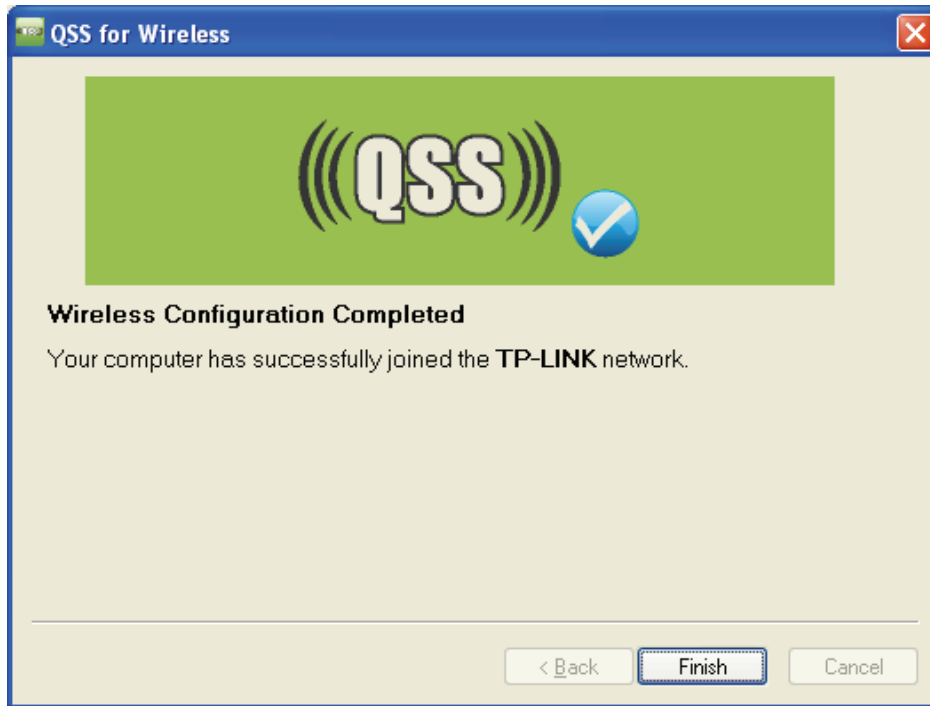 QSS for Wireless
(((QSS)))
Wireless Configuration Completed
Your computer has successfully joined the TP-LINK network.
< Back
Finish
Cancel